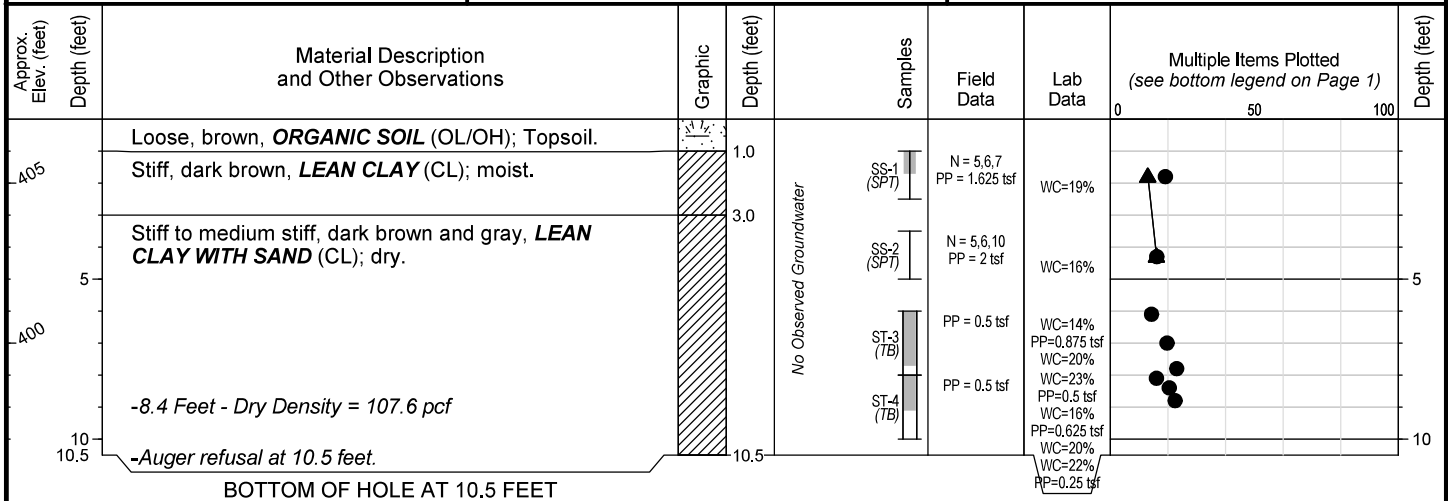 Approx.
Elev. (feet)
Depth (feet)
Material Description
and Other Observations
Graphic
Depth (feet)
Samples
Field
Data
Lab
Data
Multiple Items Plotted
(see bottom legend on Page 1)
0 50 100
Depth (feet)
Loose, brown, ORGANIC SOIL (OL/OH); Topsoil.
1.0
405
Stiff, dark brown, LEAN CLAY (CL); moist.
3.0
Stiff to medium stiff, dark brown and gray, LEAN
CLAY WITH SAND (CL); dry.
5
400
-8.4 Feet - Dry Density = 107.6 pcf
10
10.5
-Auger refusal at 10.5 feet.
10.5
BOTTOM OF HOLE AT 10.5 FEET
No Observed Groundwater
SS-1
(SPT)
N = 5,6,7
PP = 1.625 tsf
WC=19%
SS-2
(SPT)
N = 5,6,10
PP = 2 tsf
WC=16%
5
ST-3
(TB)
PP = 0.5 tsf
WC=14%
PP=0.875 tsf
WC=20%
WC=23%
PP=0.5 tsf
ST-4
(TB)
PP = 0.5 tsf
WC=16%
PP=0.625 tsf
WC=20%
WC=22%
PP=0.25 tsf
10